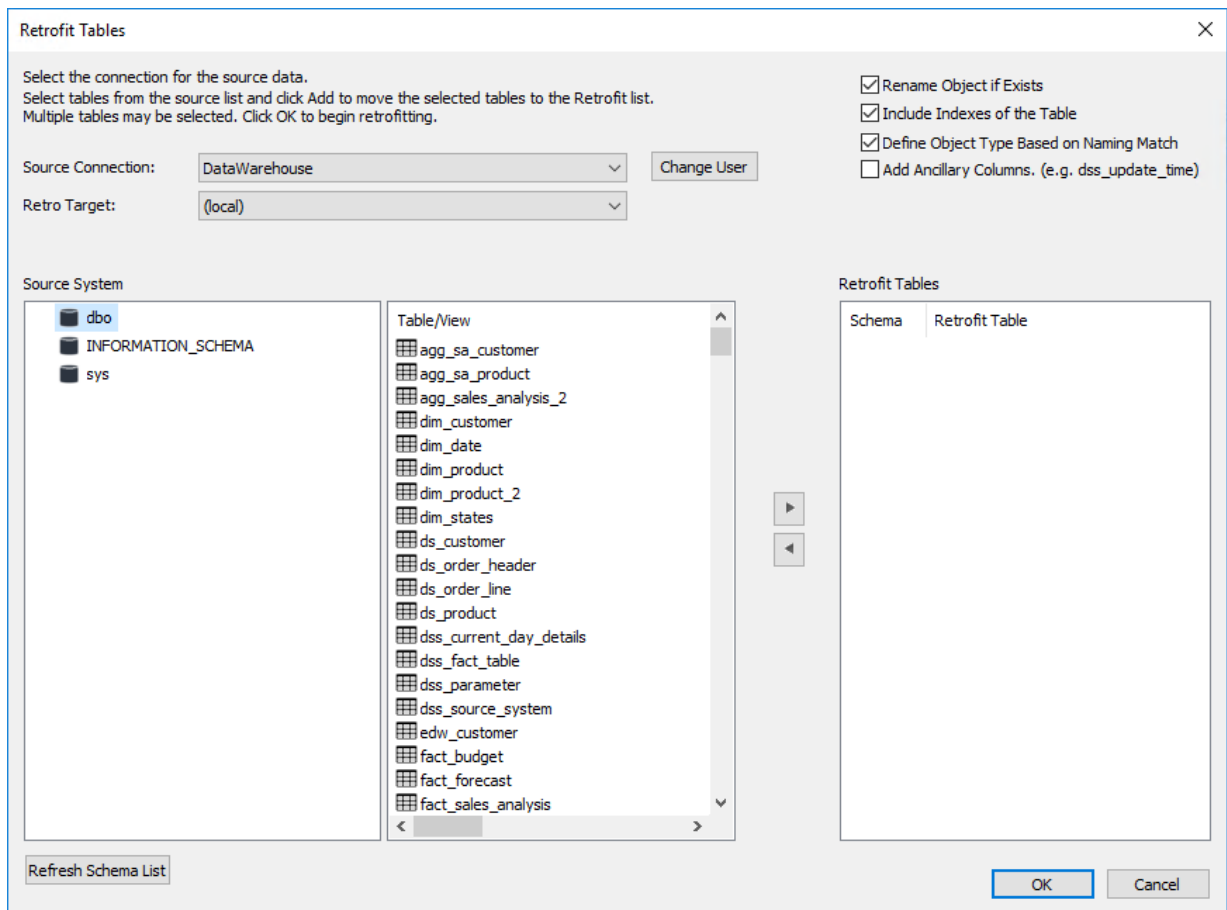 Retrofit Tables
Select the connection for the source data.
Select tables from the source list and click Add to move the selected tables to the Retrofit list.
Multiple tables may be selected. Click OK to begin retrofitting.
Rename Object if Exists
Include Indexes of the Table
Define Object Type Based on Naming Match
Add Ancillary Columns. (e.g. dss_update_time)
Source Connection: DataWarehouse Change User
Retro Target: (local)
Source System
dbo
INFORMATION_SCHEMA
sys
Table/View
agg_sa_customer
agg_sa_product
agg_sales_analysis_2
dim_customer
dim_date
dim_product
dim_product_2
dim_states
ds_customer
ds_order_header
ds_order_line
ds_product
dss_current_day_details
dss_fact_table
dss_parameter
dss_source_system
edw_customer
fact_budget
fact_forecast
fact_sales_analysis
Retrofit Tables
Schema Retrofit Table
Refresh Schema List
OK Cancel